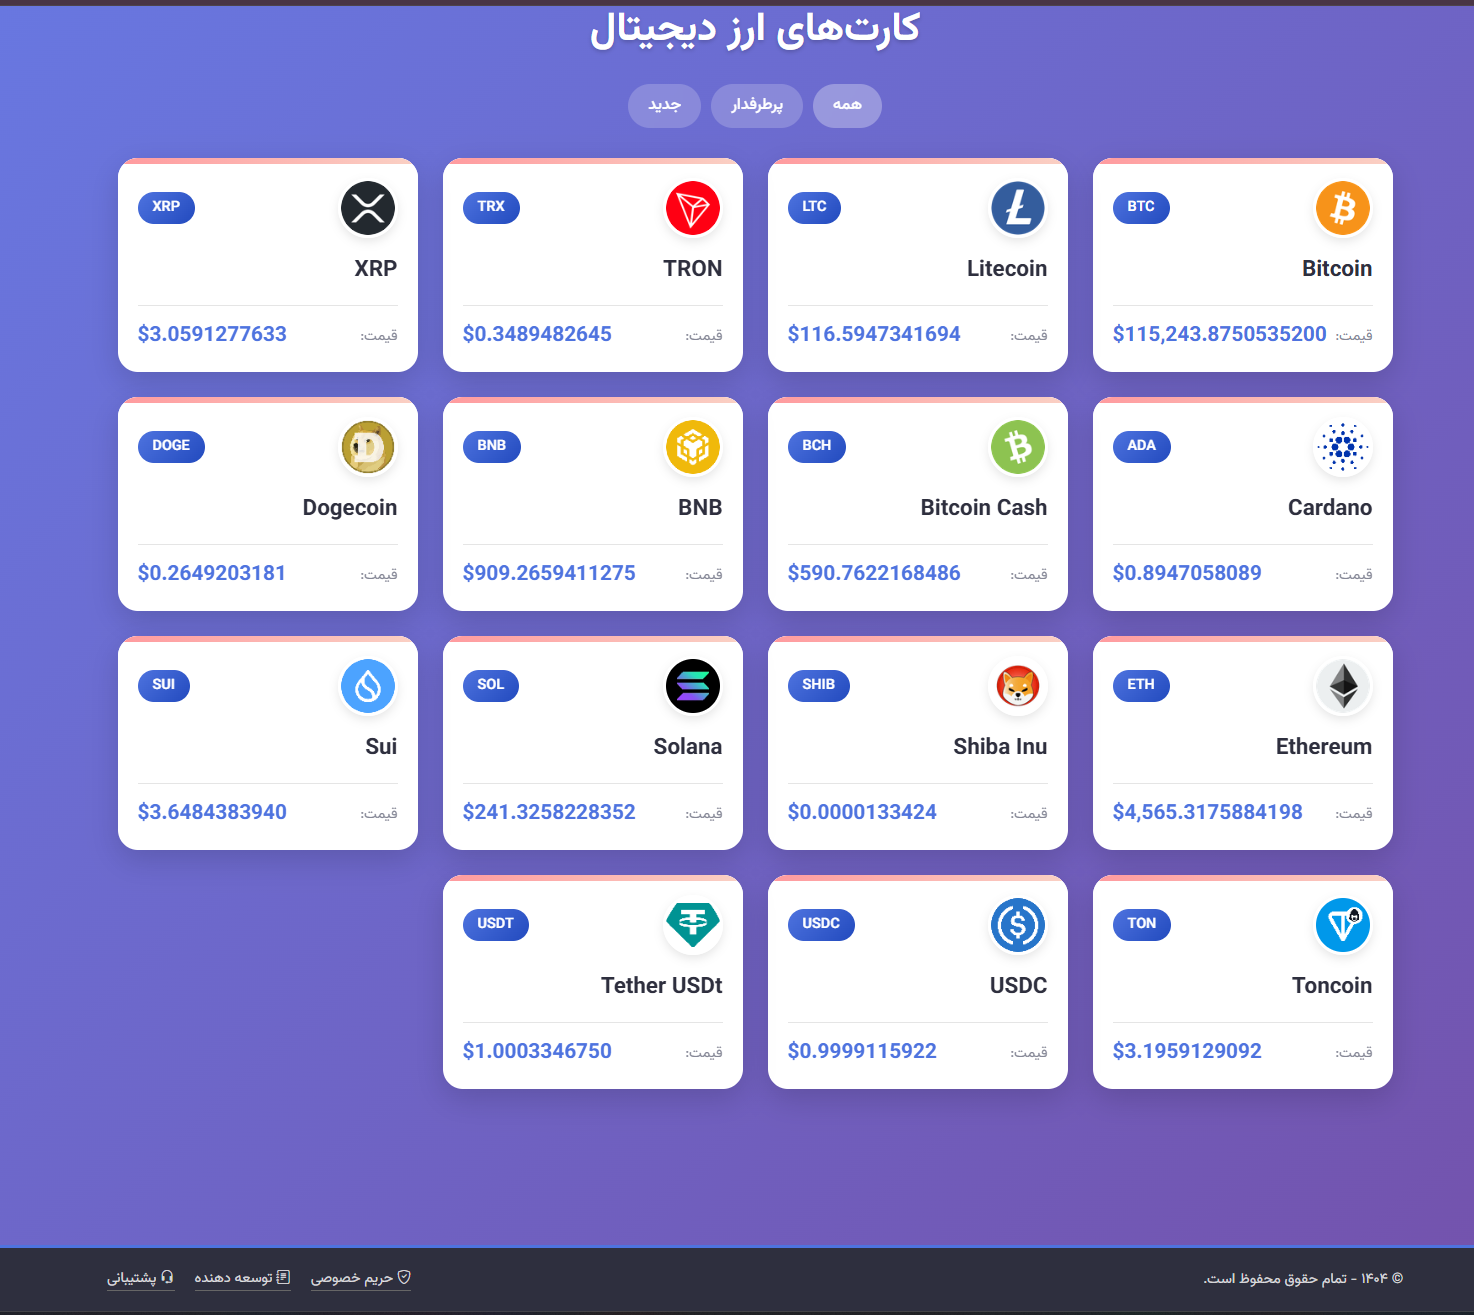 کارت‌های ارز دیجیتال
همه
پرطرفدار
جدید
BTC
Bitcoin
قیمت: $115,243.8750535200
LTC
Litecoin
قیمت: $116.5947341694
TRX
TRON
قیمت: $0.3489482645
XRP
XRP
قیمت: $3.0591277633
ADA
Cardano
قیمت: $0.8947058089
BCH
Bitcoin Cash
قیمت: $590.7622168486
BNB
BNB
قیمت: $909.2659411275
DOGE
Dogecoin
قیمت: $0.2649203181
ETH
Ethereum
قیمت: $4,565.3175884198
SHIB
Shiba Inu
قیمت: $0.0000133424
SOL
Solana
قیمت: $241.3258228352
SUI
Sui
قیمت: $3.6484383940
TON
Toncoin
قیمت: $3.1959129092
USDC
USDC
قیمت: $0.9999115922
USDT
Tether USDt
قیمت: $1.0003346750
© ۱۴۰۴ - تمام حقوق محفوظ است.
حریم خصوصی
توسعه دهنده
پشتیبانی